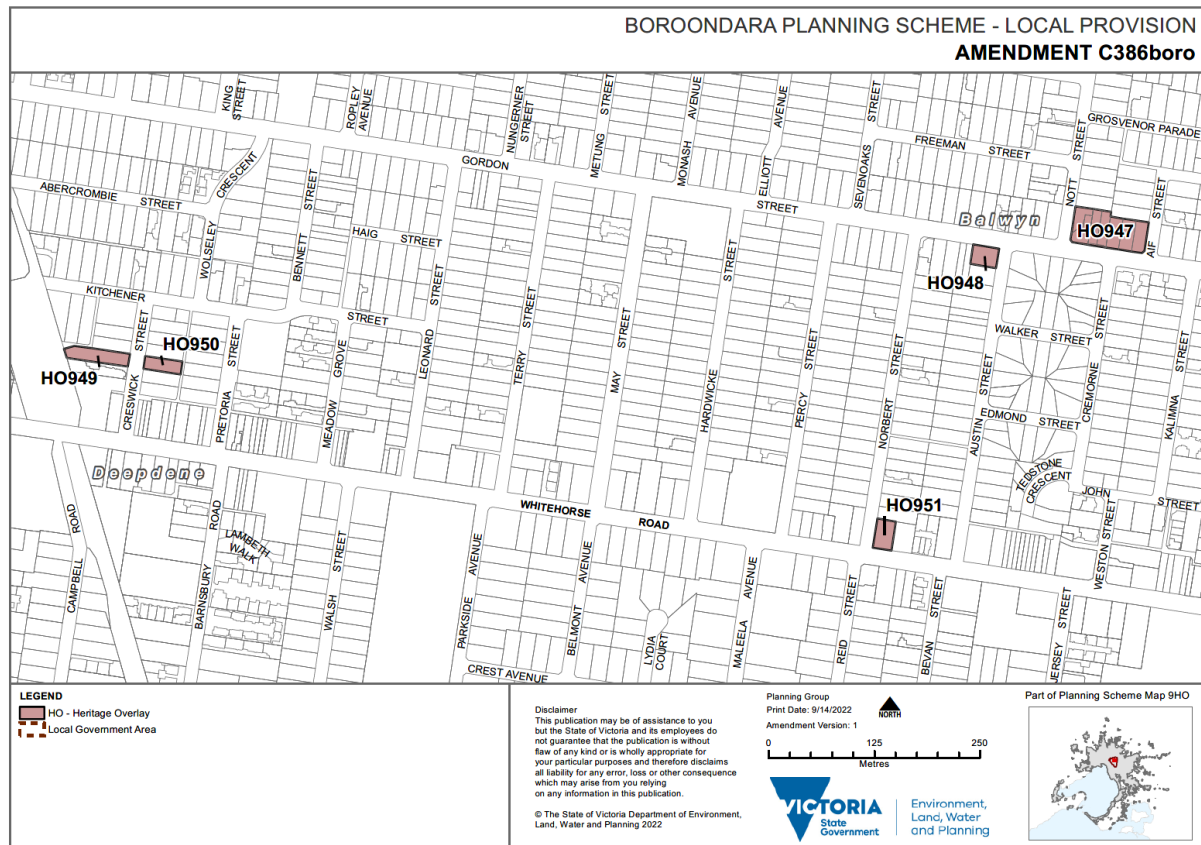 BOROONDARA PLANNING SCHEME - LOCAL PROVISION
AMENDMENT C386boro
KING
STREET
ROPLEY
AVENUE
NUNGERNER
STREET
METUNG STREET
MONASH AVENUE
ELLIOTT AVENUE
SEVENOAKS STREET
FREEMAN STREET
NOTT STREET
GROSVENOR PARADE
GORDON STREET
ABERCROMBIE STREET
WOLSELEY CRESCENT
BENNETT STREET
HAIG STREET
LEONARD STREET
TERRY STREET
MAY STREET
HARDWICKE STREET
PERCY STREET
NORBERT STREET
AUSTIN STREET
Balwyn
HO947
AIF STREET
HO948
WALKER STREET
CREMORNE STREET
EDMOND STREET
KALIMNA STREET
TEDSTONE
CRESCENT
JOHN STREET
WESTON STREET
KITCHENER STREET
HO950
HO949
CRESWICK STREET
PRETORIA STREET
MEADOW GROVE
Deepdene
HO951
WHITEHORSE ROAD
CAMPBELL ROAD
BARNSBURY ROAD
LAMBETH
WALK
WALSH STREET
PARKSIDE AVENUE
BELMONT AVENUE
CREST AVENUE
LYDIA
COURT
MALEELA AVENUE
REID STREET
BEVAN STREET
JERSEY STREET
LEGEND
HO - Heritage Overlay
Local Government Area
Disclaimer
This publication may be of assistance to you
but the State of Victoria and its employees do
not guarantee that the publication is without
flaw of any kind or is wholly appropriate for
your particular purposes and therefore disclaims
all liability for any error, loss or other consequence
which may arise from you relying
on any information in this publication.
© The State of Victoria Department of Environment,
Land, Water and Planning 2022
Planning Group
Print Date: 9/14/2022
Amendment Version: 1
NORTH
0 125 250
Metres
VICTORIA
State
Government
Environment,
Land, Water
and Planning
Part of Planning Scheme Map 9HO